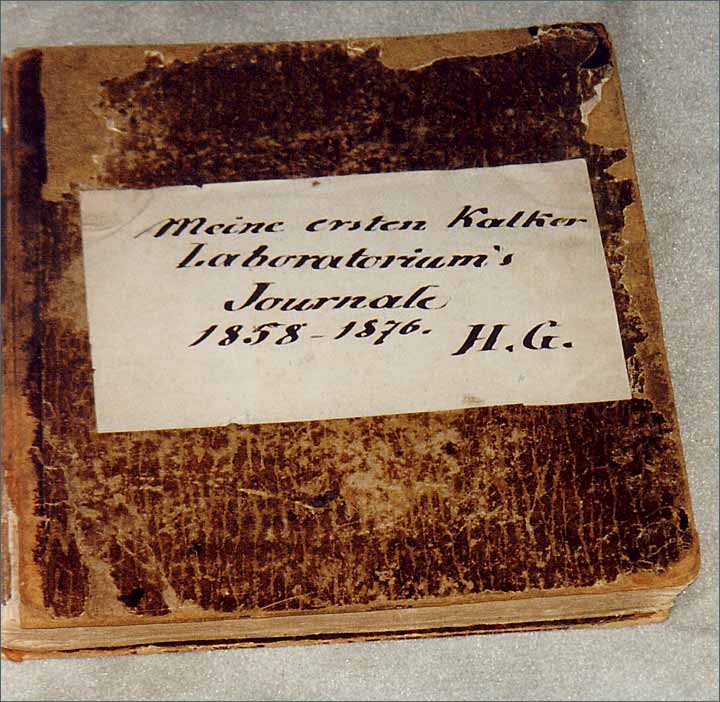 Meine ersten Kalker
Laboratorium's
Journale
1858-1876. H.G.